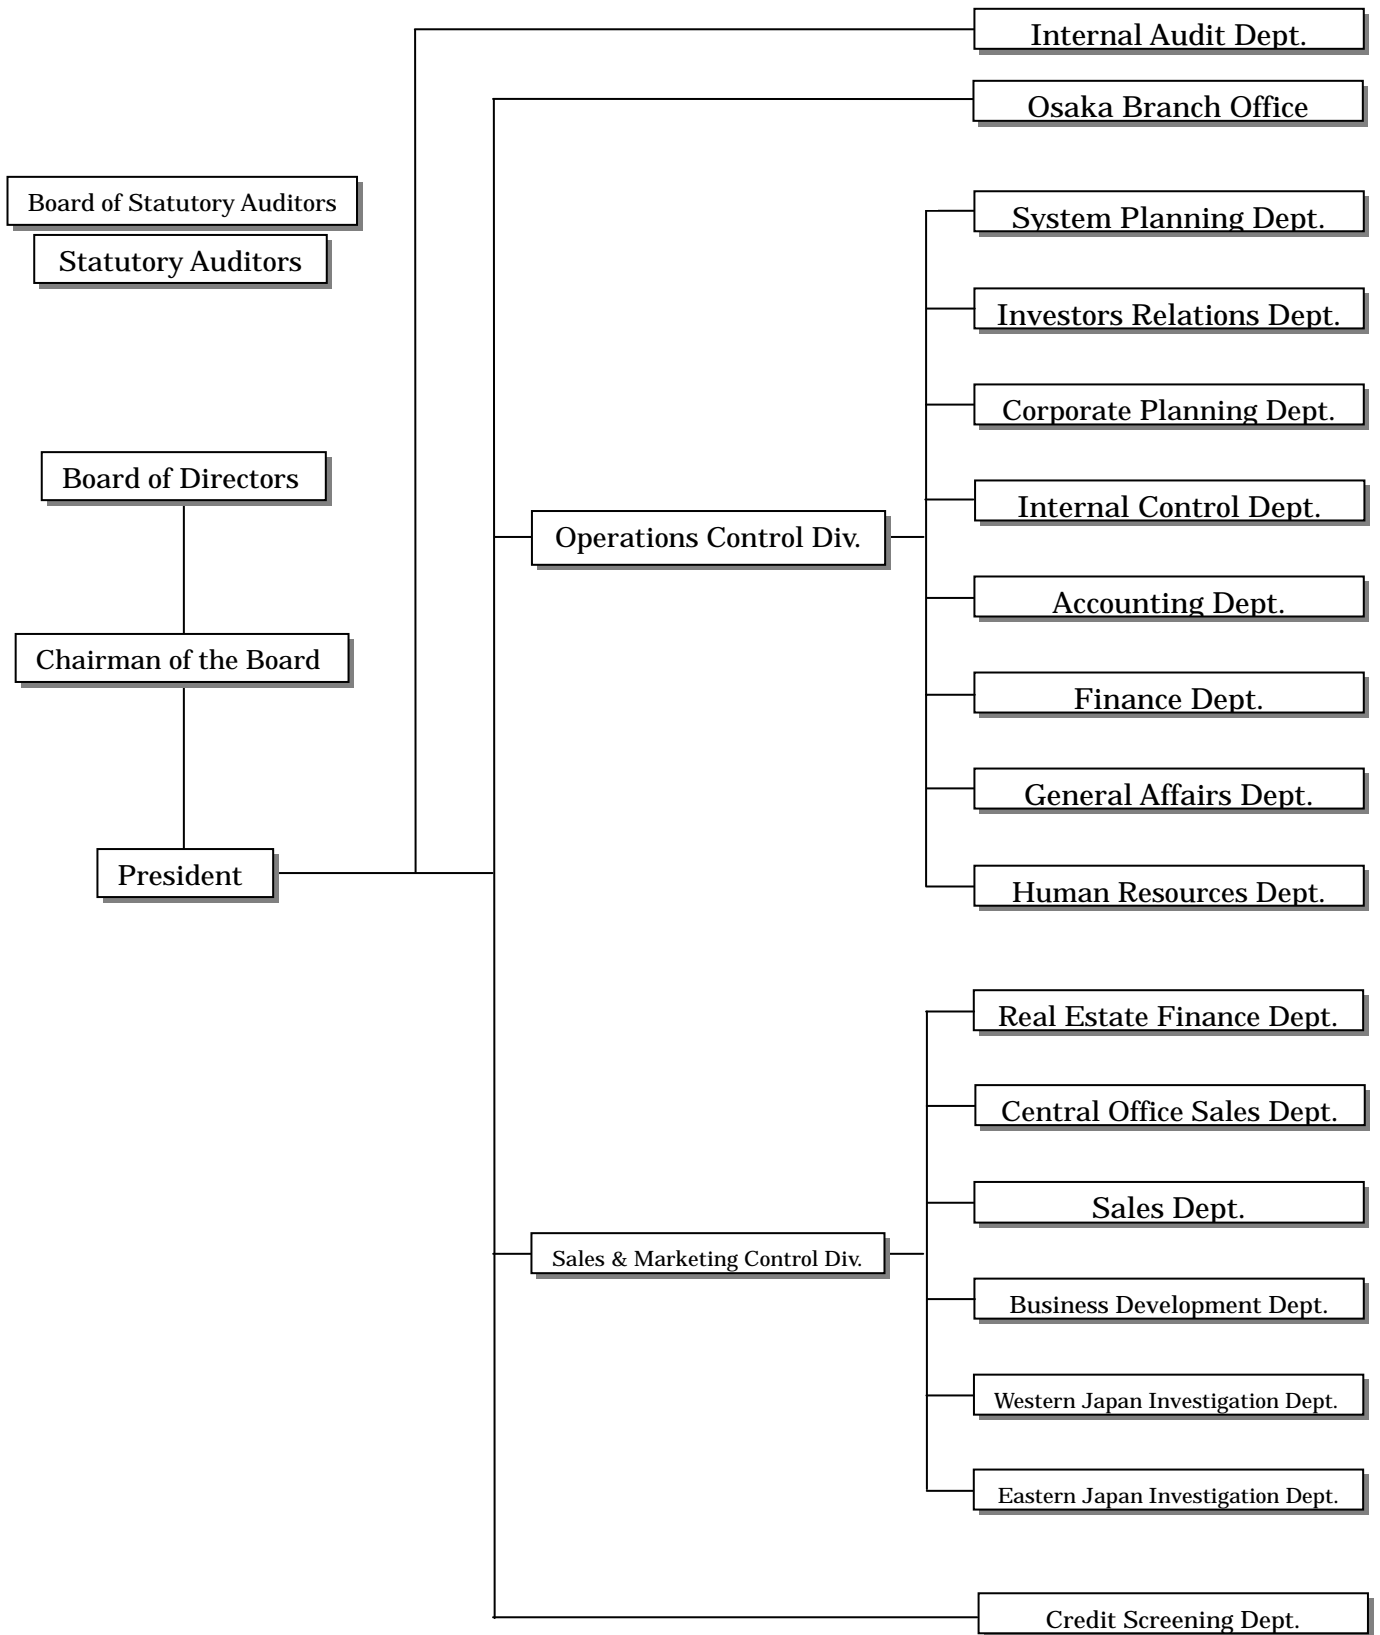 Internal Audit Dept.
Osaka Branch Office
Board of Statutory Auditors
Statutory Auditors
System Planning Dept.
Investors Relations Dept.
Corporate Planning Dept.
Board of Directors
Internal Control Dept.
Operations Control Div.
Accounting Dept.
Chairman of the Board
Finance Dept.
General Affairs Dept.
President
Human Resources Dept.
Real Estate Finance Dept.
Central Office Sales Dept.
Sales Dept.
Sales & Marketing Control Div.
Business Development Dept.
Western Japan Investigation Dept.
Eastern Japan Investigation Dept.
Credit Screening Dept.